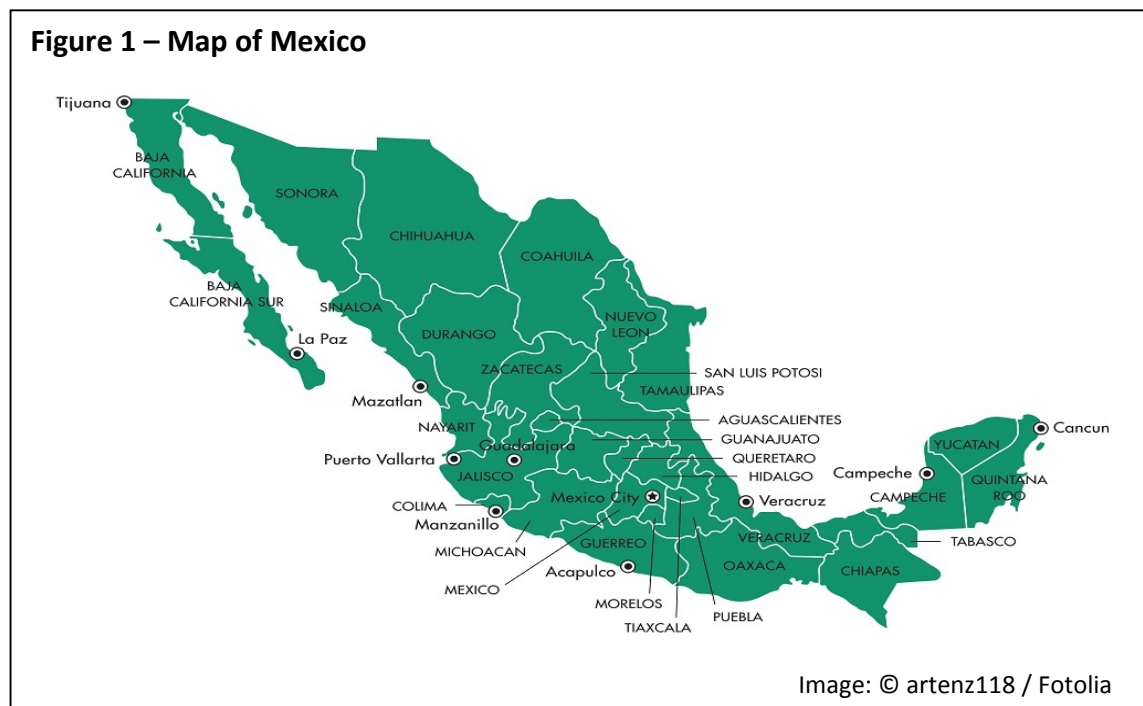 Figure 1 – Map of Mexico
Tijuana
BAJA
CALIFORNIA
SONORA
CHIHUAHUA
COAHUILA
BAJA
CALIFORNIA SUR
SINALOA
NUEVO
LEON
DURANGO
La Paz
ZACATECAS
SAN LUIS POTOSI
TAMAULIPAS
Mazatlan
AGUASCALIENTES
NAYARIT
GUANAJUATO
Cancun
Guadalajara
YUCATAN
Puerto Vallarta
QUERETARO
JALISCO
HIDALGO
Campeche
QUINTANA
ROO
COLIMA
Mexico City
Veracruz
CAMPECHE
Manzanillo
MICHOACAN
GUERREO
VERACRUZ
TABASCO
Acapulco
OAXACA
CHIAPAS
MEXICO
MORELOS
PUEBLA
TIAXCALA
Image: © artenz118 / Fotolia